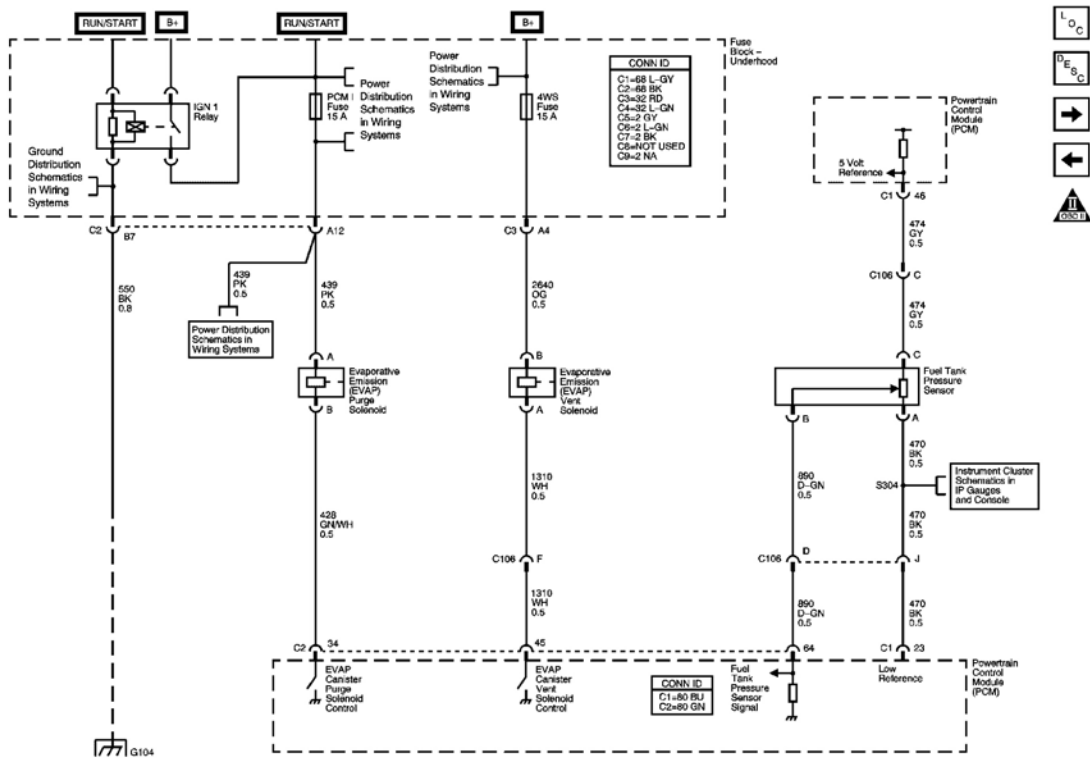 RUN/START
B+
RUN/START
B+
Fuse
Block –
Underhood
IGN 1
Relay
Ground
Distribution
Schematics
in Wiring
Systems
PCM I
Fuse
15 A
Power
Distribution
Schematics
in Wiring
Systems
Power
Distribution
Schematics
in Wiring
Systems
4WS
Fuse
15 A
CONN ID
C1=68 L-GY
C2=68 BK
C3=32 RD
C4=32 L-GN
C5=2 GY
C6=2 L-GN
C7=2 BK
C8=NOT USED
C9=2 NA
Powertrain
Control
Module
(PCM)
5 Volt
Reference
C1
46
LOC
DESC
II
OBD II
C2
B7
A12
C3
A4
550
BK
0.8
439
PK
0.5
439
PK
0.5
2640
OG
0.5
474
GY
0.5
C106
C
474
GY
0.5
Power Distribution
Schematics in
Wiring Systems
A
Evaporative
Emission
(EVAP)
Purge
Solenoid
B
B
Evaporative
Emission
(EVAP)
Vent
Solenoid
A
C
Fuel Tank
Pressure
Sensor
B
A
428
GN/WH
0.5
1310
WH
0.5
C106
F
1310
WH
0.5
890
D-GN
0.5
470
BK
0.5
S304
Instrument Cluster
Schematics in
IP Gauges
and Console
470
BK
0.5
C106
D
J
890
D-GN
0.5
470
BK
0.5
C2
34
45
64
C1
23
EVAP
Canister
Purge
Solenoid
Control
EVAP
Canister
Vent
Solenoid
Control
CONN ID
C1=80 BU
C2=80 GN
Fuel
Tank
Pressure
Sensor
Signal
Low
Reference
Powertrain
Control
Module
(PCM)
G104